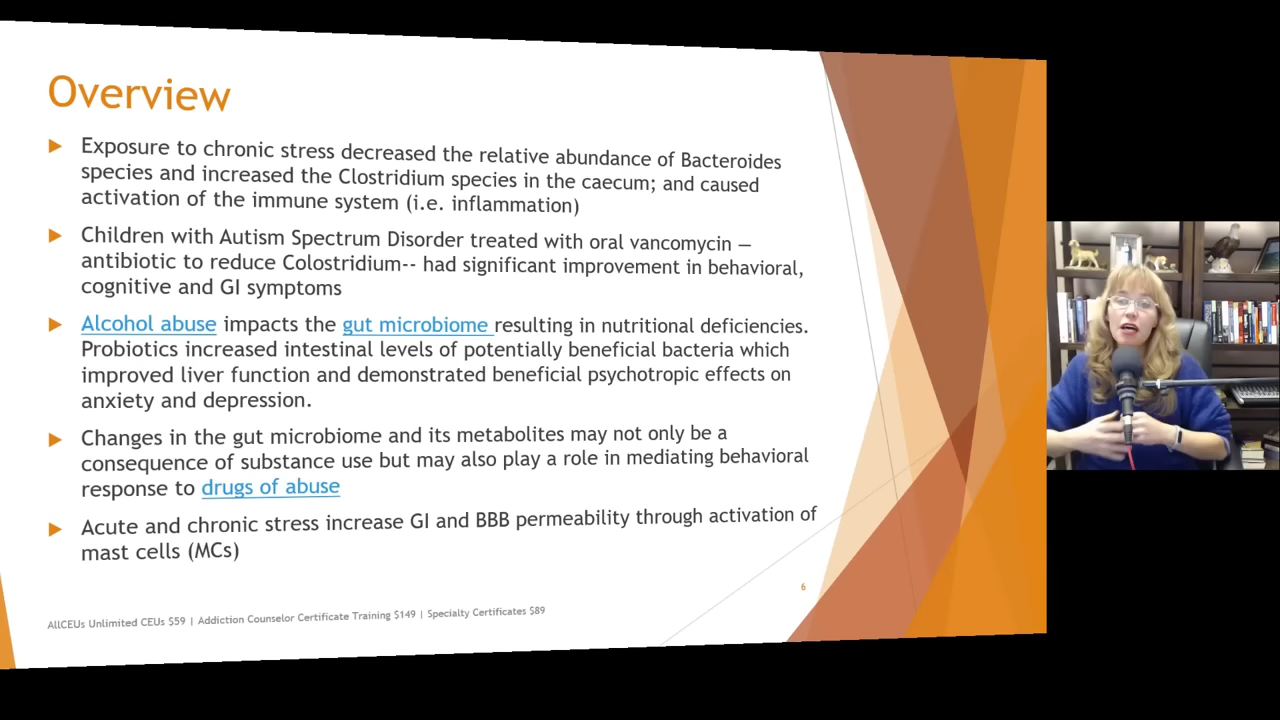 Overview
Exposure to chronic stress decreased the relative abundance of Bacteroides
species and increased the Clostridium species in the caecum; and caused
activation of the immune system (i.e. inflammation)
Children with Autism Spectrum Disorder treated with oral vancomycin —
antibiotic to reduce Colostridium-- had significant improvement in behavioral,
cognitive and GI symptoms
Alcohol abuse impacts the gut microbiome resulting in nutritional deficiencies.
Probiotics increased intestinal levels of potentially beneficial bacteria which
improved liver function and demonstrated beneficial psychotropic effects on
anxiety and depression.
Changes in the gut microbiome and its metabolites may not only be a
consequence of substance use but may also play a role in mediating behavioral
response to drugs of abuse
Acute and chronic stress increase GI and BBB permeability through activation of
mast cells (MCs)
6
AllCEUs Unlimited CEUs $59 | Addiction Counselor Certificate Training $149 | Specialty Certificates $89